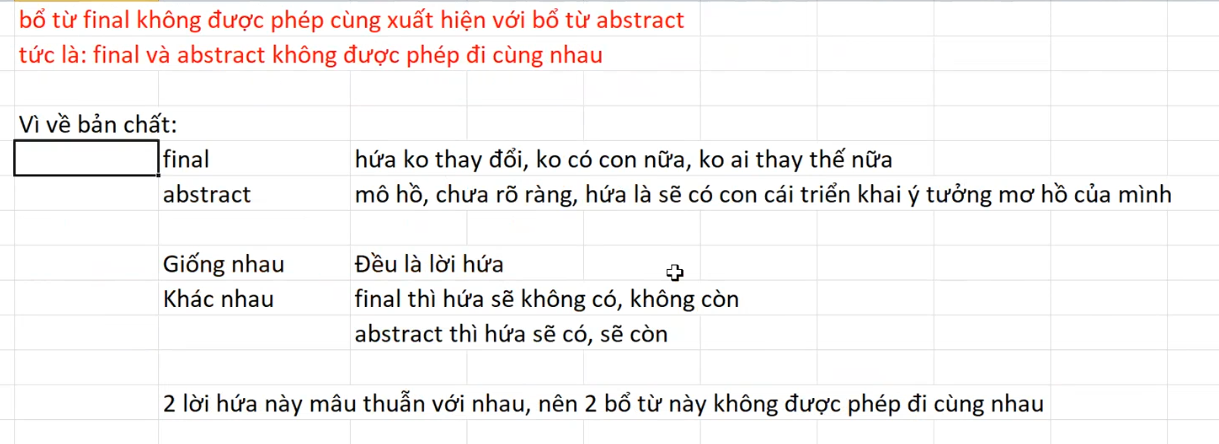 bổ từ final không được phép cùng xuất hiện với bổ từ abstract
tức là: final và abstract không được phép đi cùng nhau
Vì về bản chất:
final hứa ko thay đổi, ko có con nữa, ko ai thay thế nữa
abstract mô hồ, chưa rõ ràng, hứa là sẽ có con cái triển khai ý tưởng mơ hồ của mình
Giống nhau Đều là lời hứa
Khác nhau final thì hứa sẽ không có, không còn
abstract thì hứa sẽ có, sẽ còn
2 lời hứa này mâu thuẫn với nhau, nên 2 bổ từ này không được phép đi cùng nhau